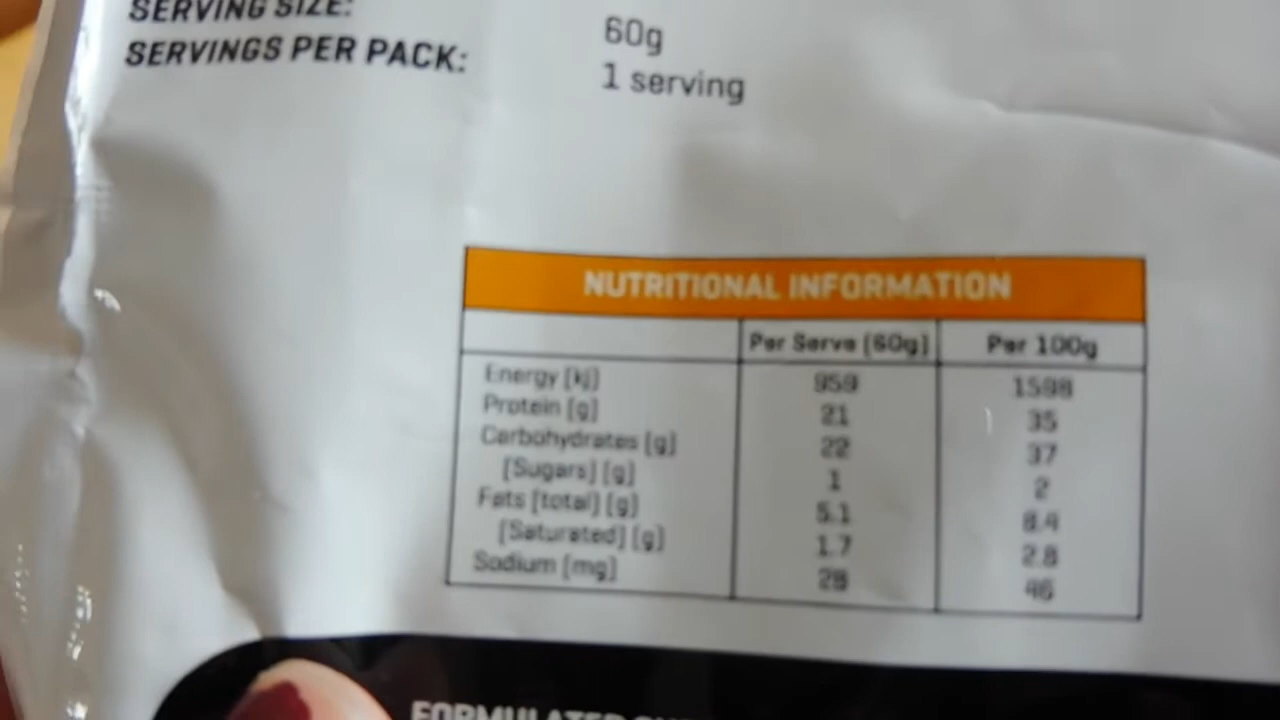 SERVING SIZE: 60g
SERVINGS PER PACK: 1 serving
NUTRITIONAL INFORMATION
Per Serve (60g) Per 100g
Energy (kj) 959 1598
Protein (g) 21 35
Carbohydrates (g) 22 37
(Sugars) (g) 1 2
Fats (total) (g) 5.1 8.4
(Saturated) (g) 1.7 2.8
Sodium (mg) 28 46
FORMULATED